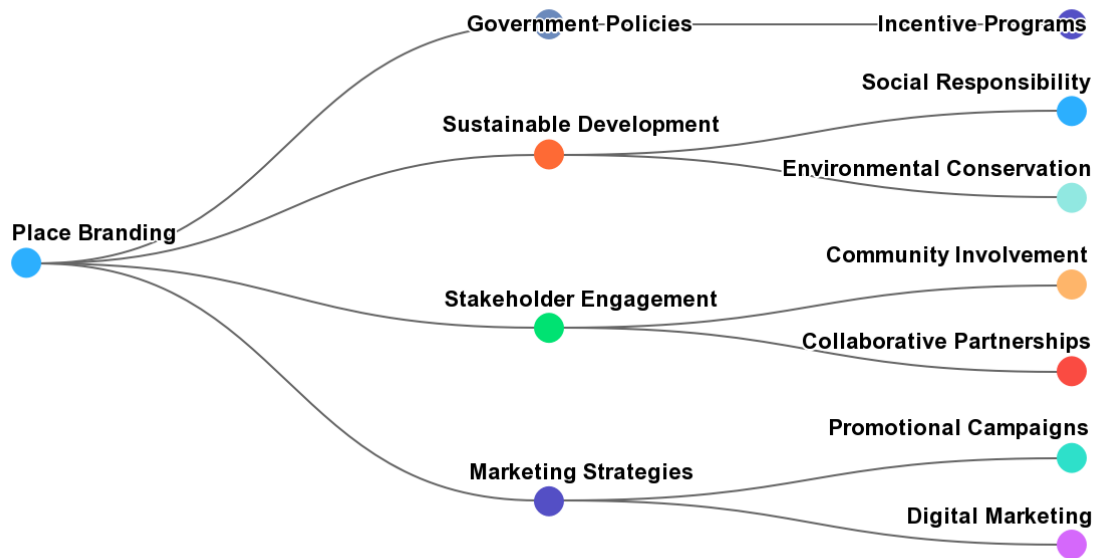 Government Policies
Incentive Programs
Social Responsibility
Sustainable Development
Environmental Conservation
Place Branding
Community Involvement
Stakeholder Engagement
Collaborative Partnerships
Promotional Campaigns
Marketing Strategies
Digital Marketing